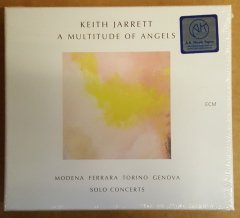 KEITH JARRETT
A MULTITUDE OF ANGELS
ECM
MODENA FERRARA TORINO GENOVA
SOLO CONCERTS